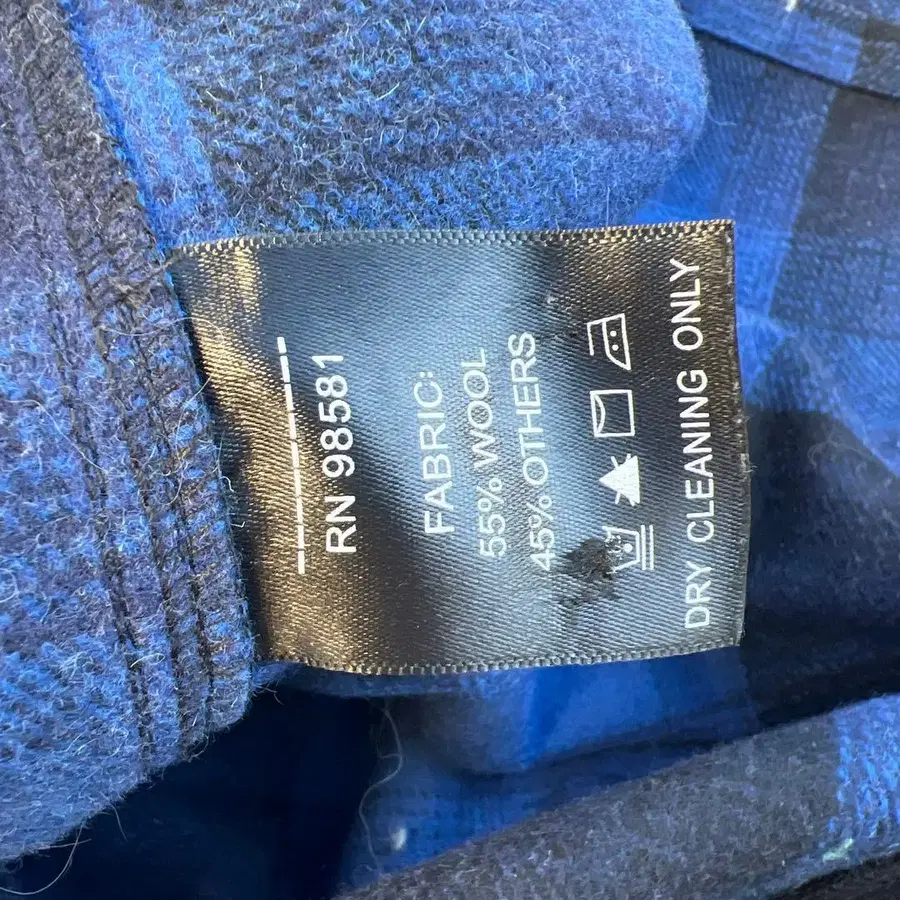 RN 98581
FABRIC:
55% WOOL
45% OTHERS
DRY CLEANING ONLY